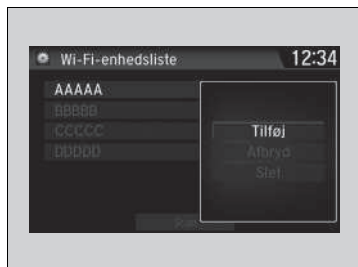 Wi-Fi-enhedsliste 12:34
AAAAA
BBBBB
CCCCC
DDDDD
Tilføj
Afbryd
Slet